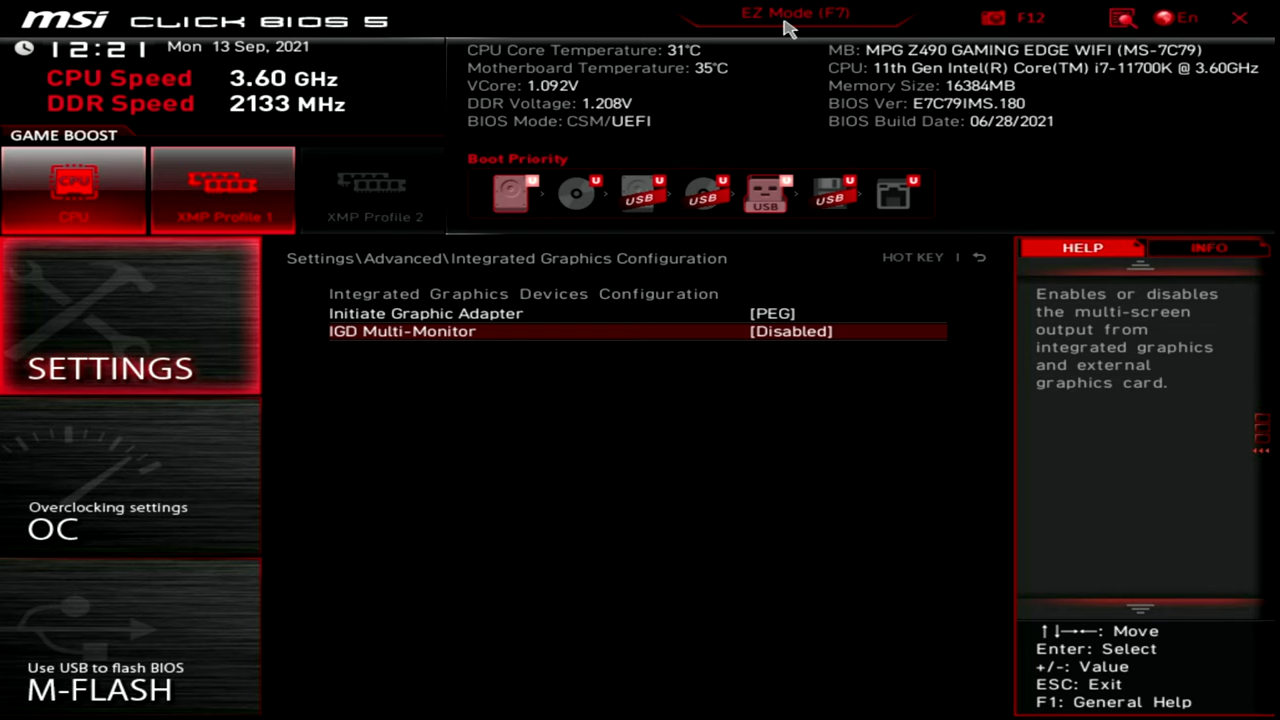 msi CLICK BIOS 5
EZ Mode (F7)
F12
En
12:21 Mon 13 Sep, 2021
CPU Speed 3.60 GHz
DDR Speed 2133 MHz
CPU Core Temperature: 31°C
Motherboard Temperature: 35°C
VCore: 1.092V
DDR Voltage: 1.208V
BIOS Mode: CSM/UEFI
MB: MPG Z490 GAMING EDGE WIFI (MS-7C79)
CPU: 11th Gen Intel(R) Core(TM) i7-11700K @ 3.60GHz
Memory Size: 16384MB
BIOS Ver: E7C79IMS.180
BIOS Build Date: 06/28/2021
GAME BOOST
CPU
CPU
XMP Profile 1
XMP Profile 2
Boot Priority
U U U U U U U
USB USB USB USB
SETTINGS
Overclocking settings
OC
Use USB to flash BIOS
M-FLASH
Settings\Advanced\Integrated Graphics Configuration
HOT KEY |
Integrated Graphics Devices Configuration
Initiate Graphic Adapter [PEG]
IGD Multi-Monitor [Disabled]
HELP
INFO
Enables or disables
the multi-screen
output from
integrated graphics
and external
graphics card.
↑↓→←: Move
Enter: Select
+/-: Value
ESC: Exit
F1: General Help